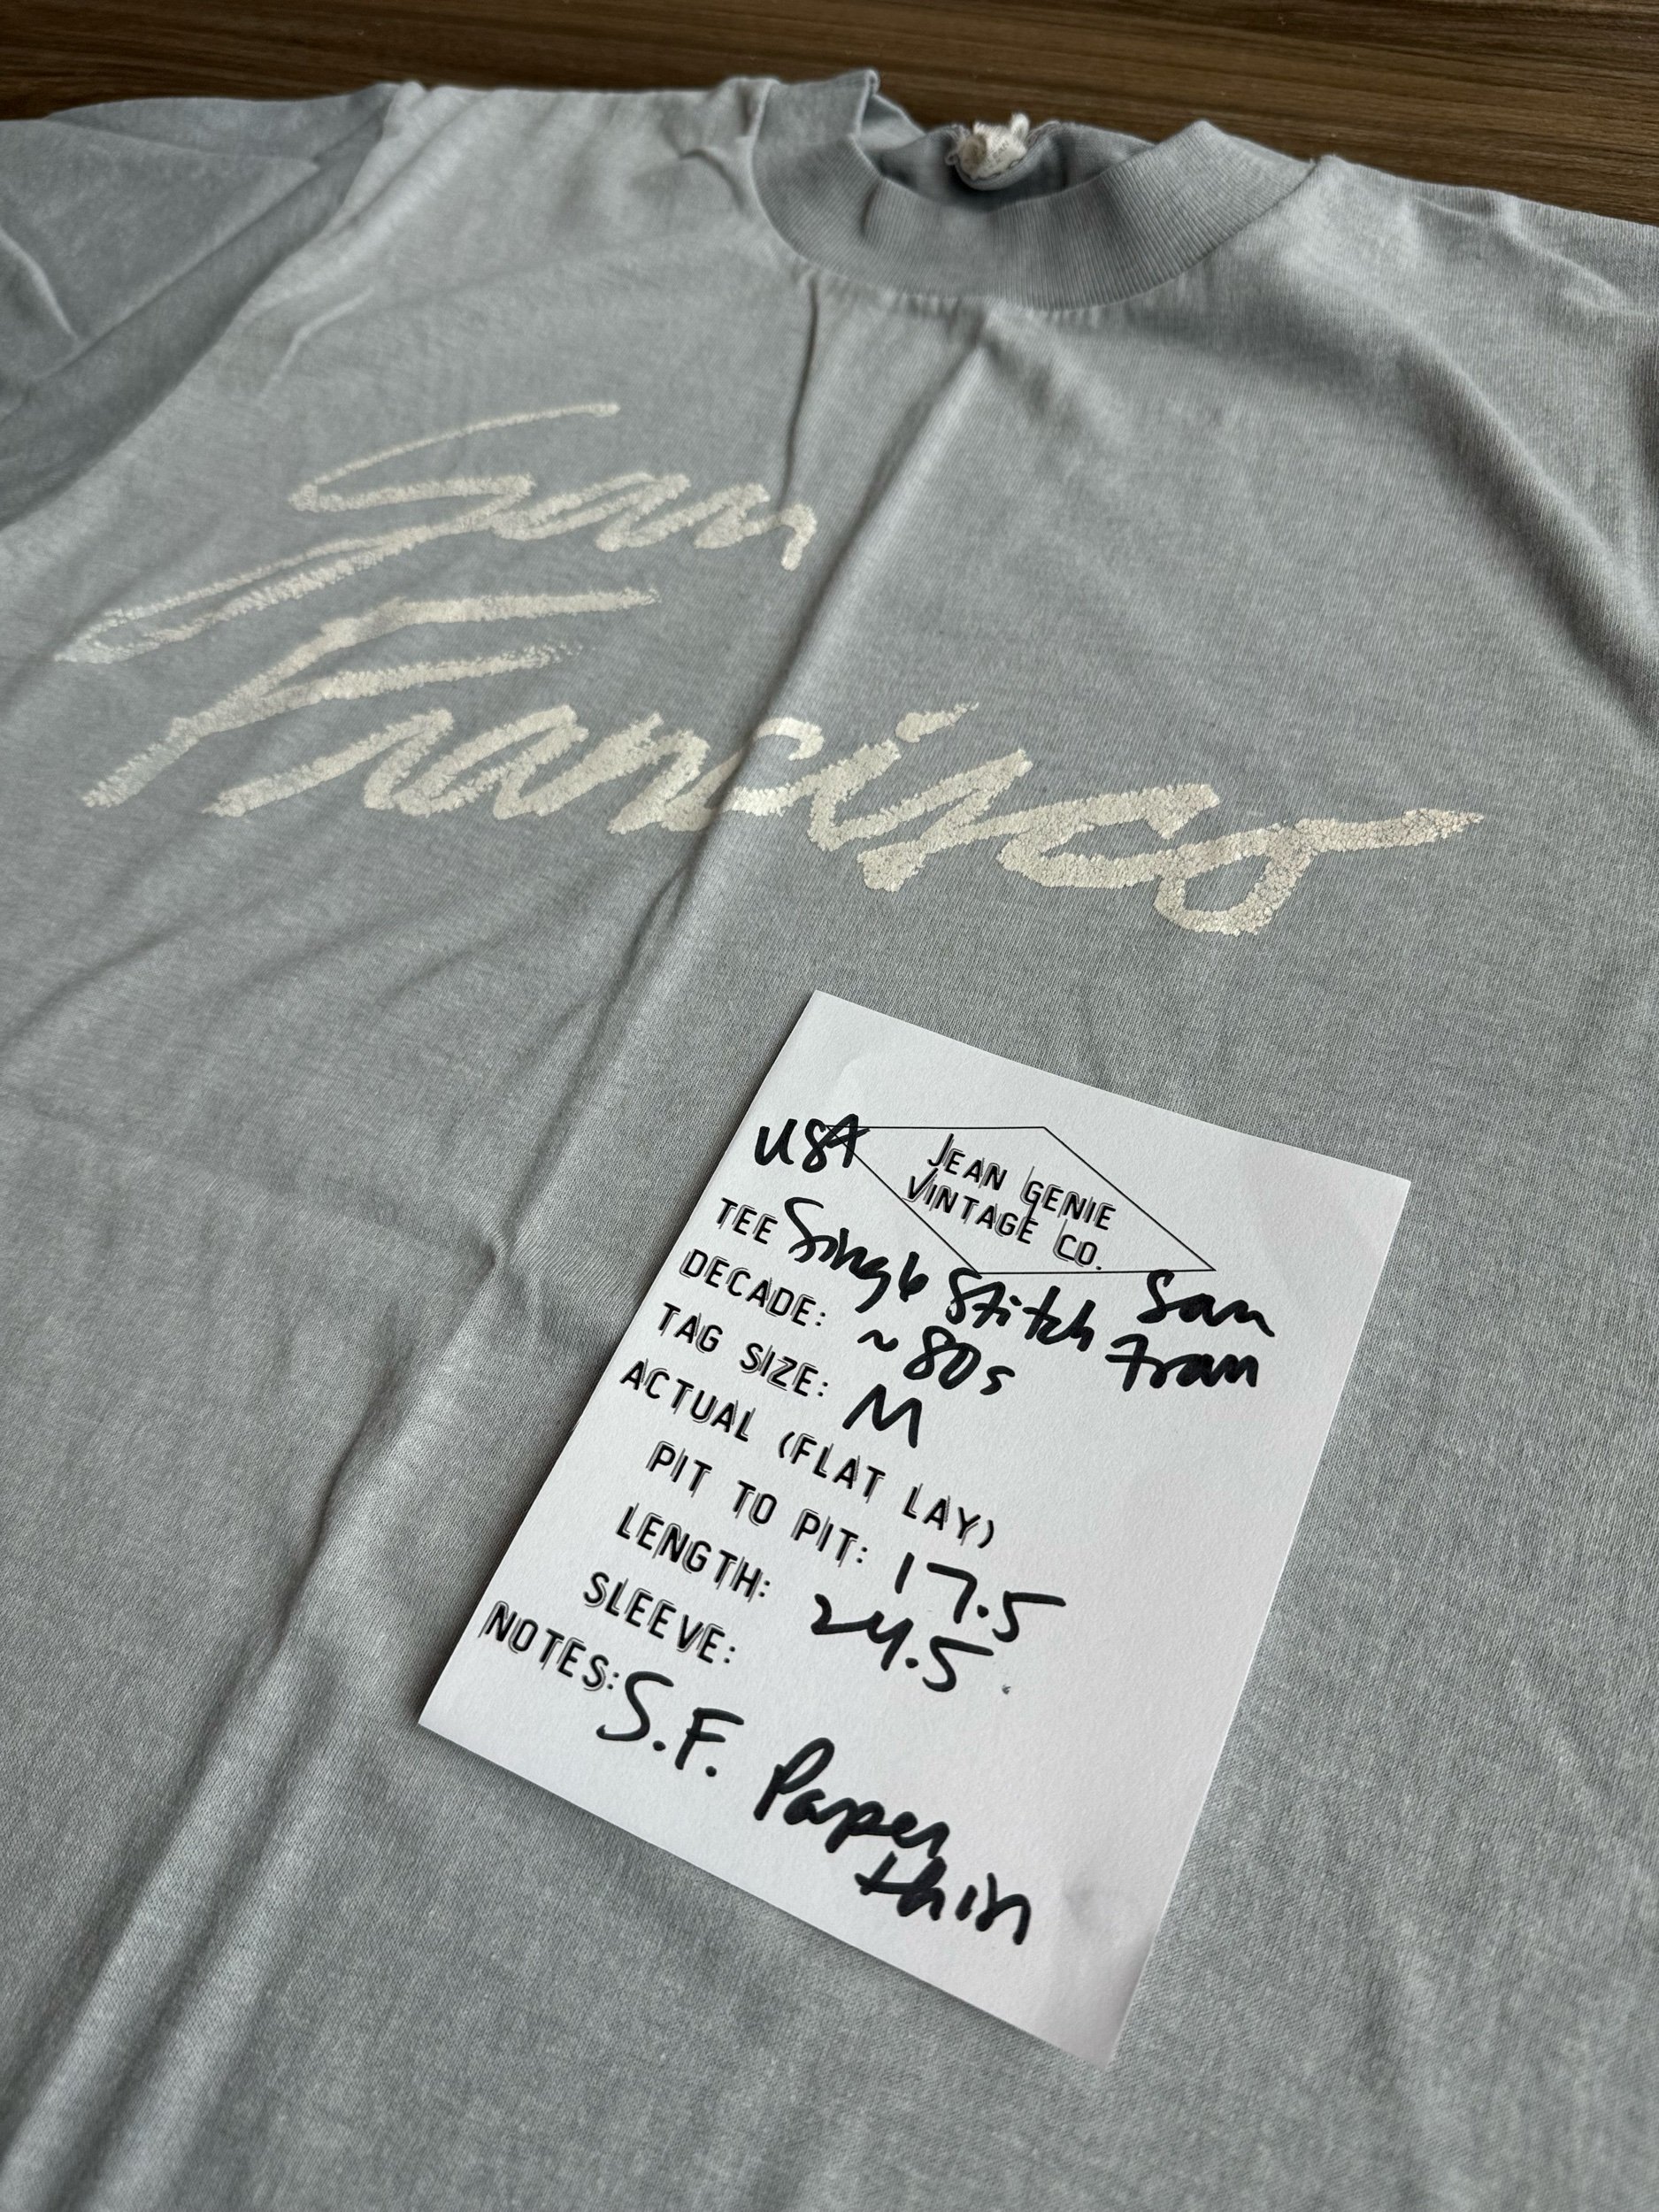 San
Francisco
USA
JEAN GENIE
VINTAGE CO.
TEE Single Stitch San
Fran
DECADE: ~80s
TAG SIZE: M
ACTUAL (FLAT LAY)
PIT TO PIT: 17.5
LENGTH: 24.5
SLEEVE:
NOTES: S.F. Paper
thin